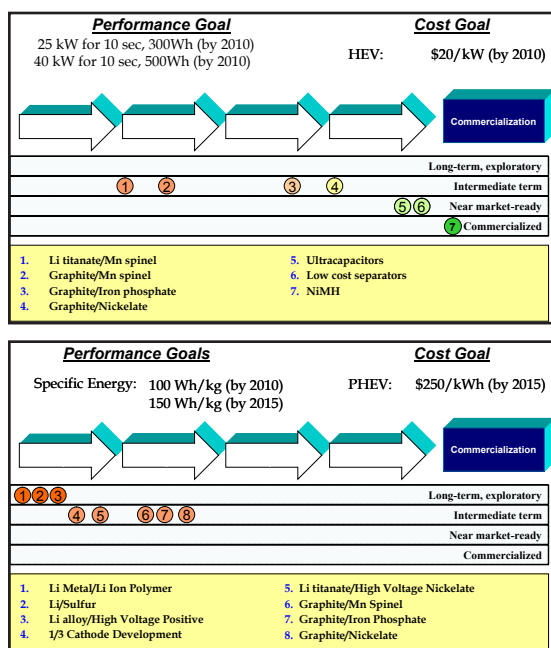 Performance Goal Cost Goal
25 kW for 10 sec, 300Wh (by 2010)
40 kW for 10 sec, 500Wh (by 2010)
HEV: $20/kW (by 2010)
Commercialization
Long-term, exploratory
1 2 3 4 Intermediate term
5 6 Near market-ready
7 Commercialized
1. Li titanate/Mn spinel
2. Graphite/Mn spinel
3. Graphite/Iron phosphate
4. Graphite/Nickelate
5. Ultracapacitors
6. Low cost separators
7. NiMH
Performance Goals Cost Goal
Specific Energy: 100 Wh/kg (by 2010)
150 Wh/kg (by 2015)
PHEV: $250/kWh (by 2015)
Commercialization
1 2 3 Long-term, exploratory
4 5 6 7 8 Intermediate term
Near market-ready
Commercialized
1. Li Metal/Li Ion Polymer
2. Li/Sulfur
3. Li alloy/High Voltage Positive
4. 1/3 Cathode Development
5. Li titanate/High Voltage Nickelate
6. Graphite/Mn Spinel
7. Graphite/Iron Phosphate
8. Graphite/Nickelate